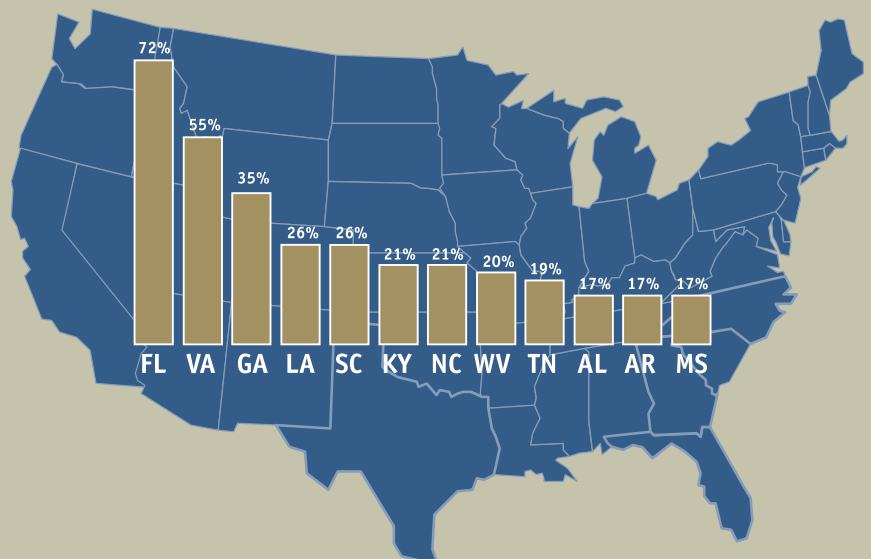 72%
55%
35%
26% 26%
21% 21% 20% 19% 17% 17% 17%
FL VA GA LA SC KY NC WV TN AL AR MS